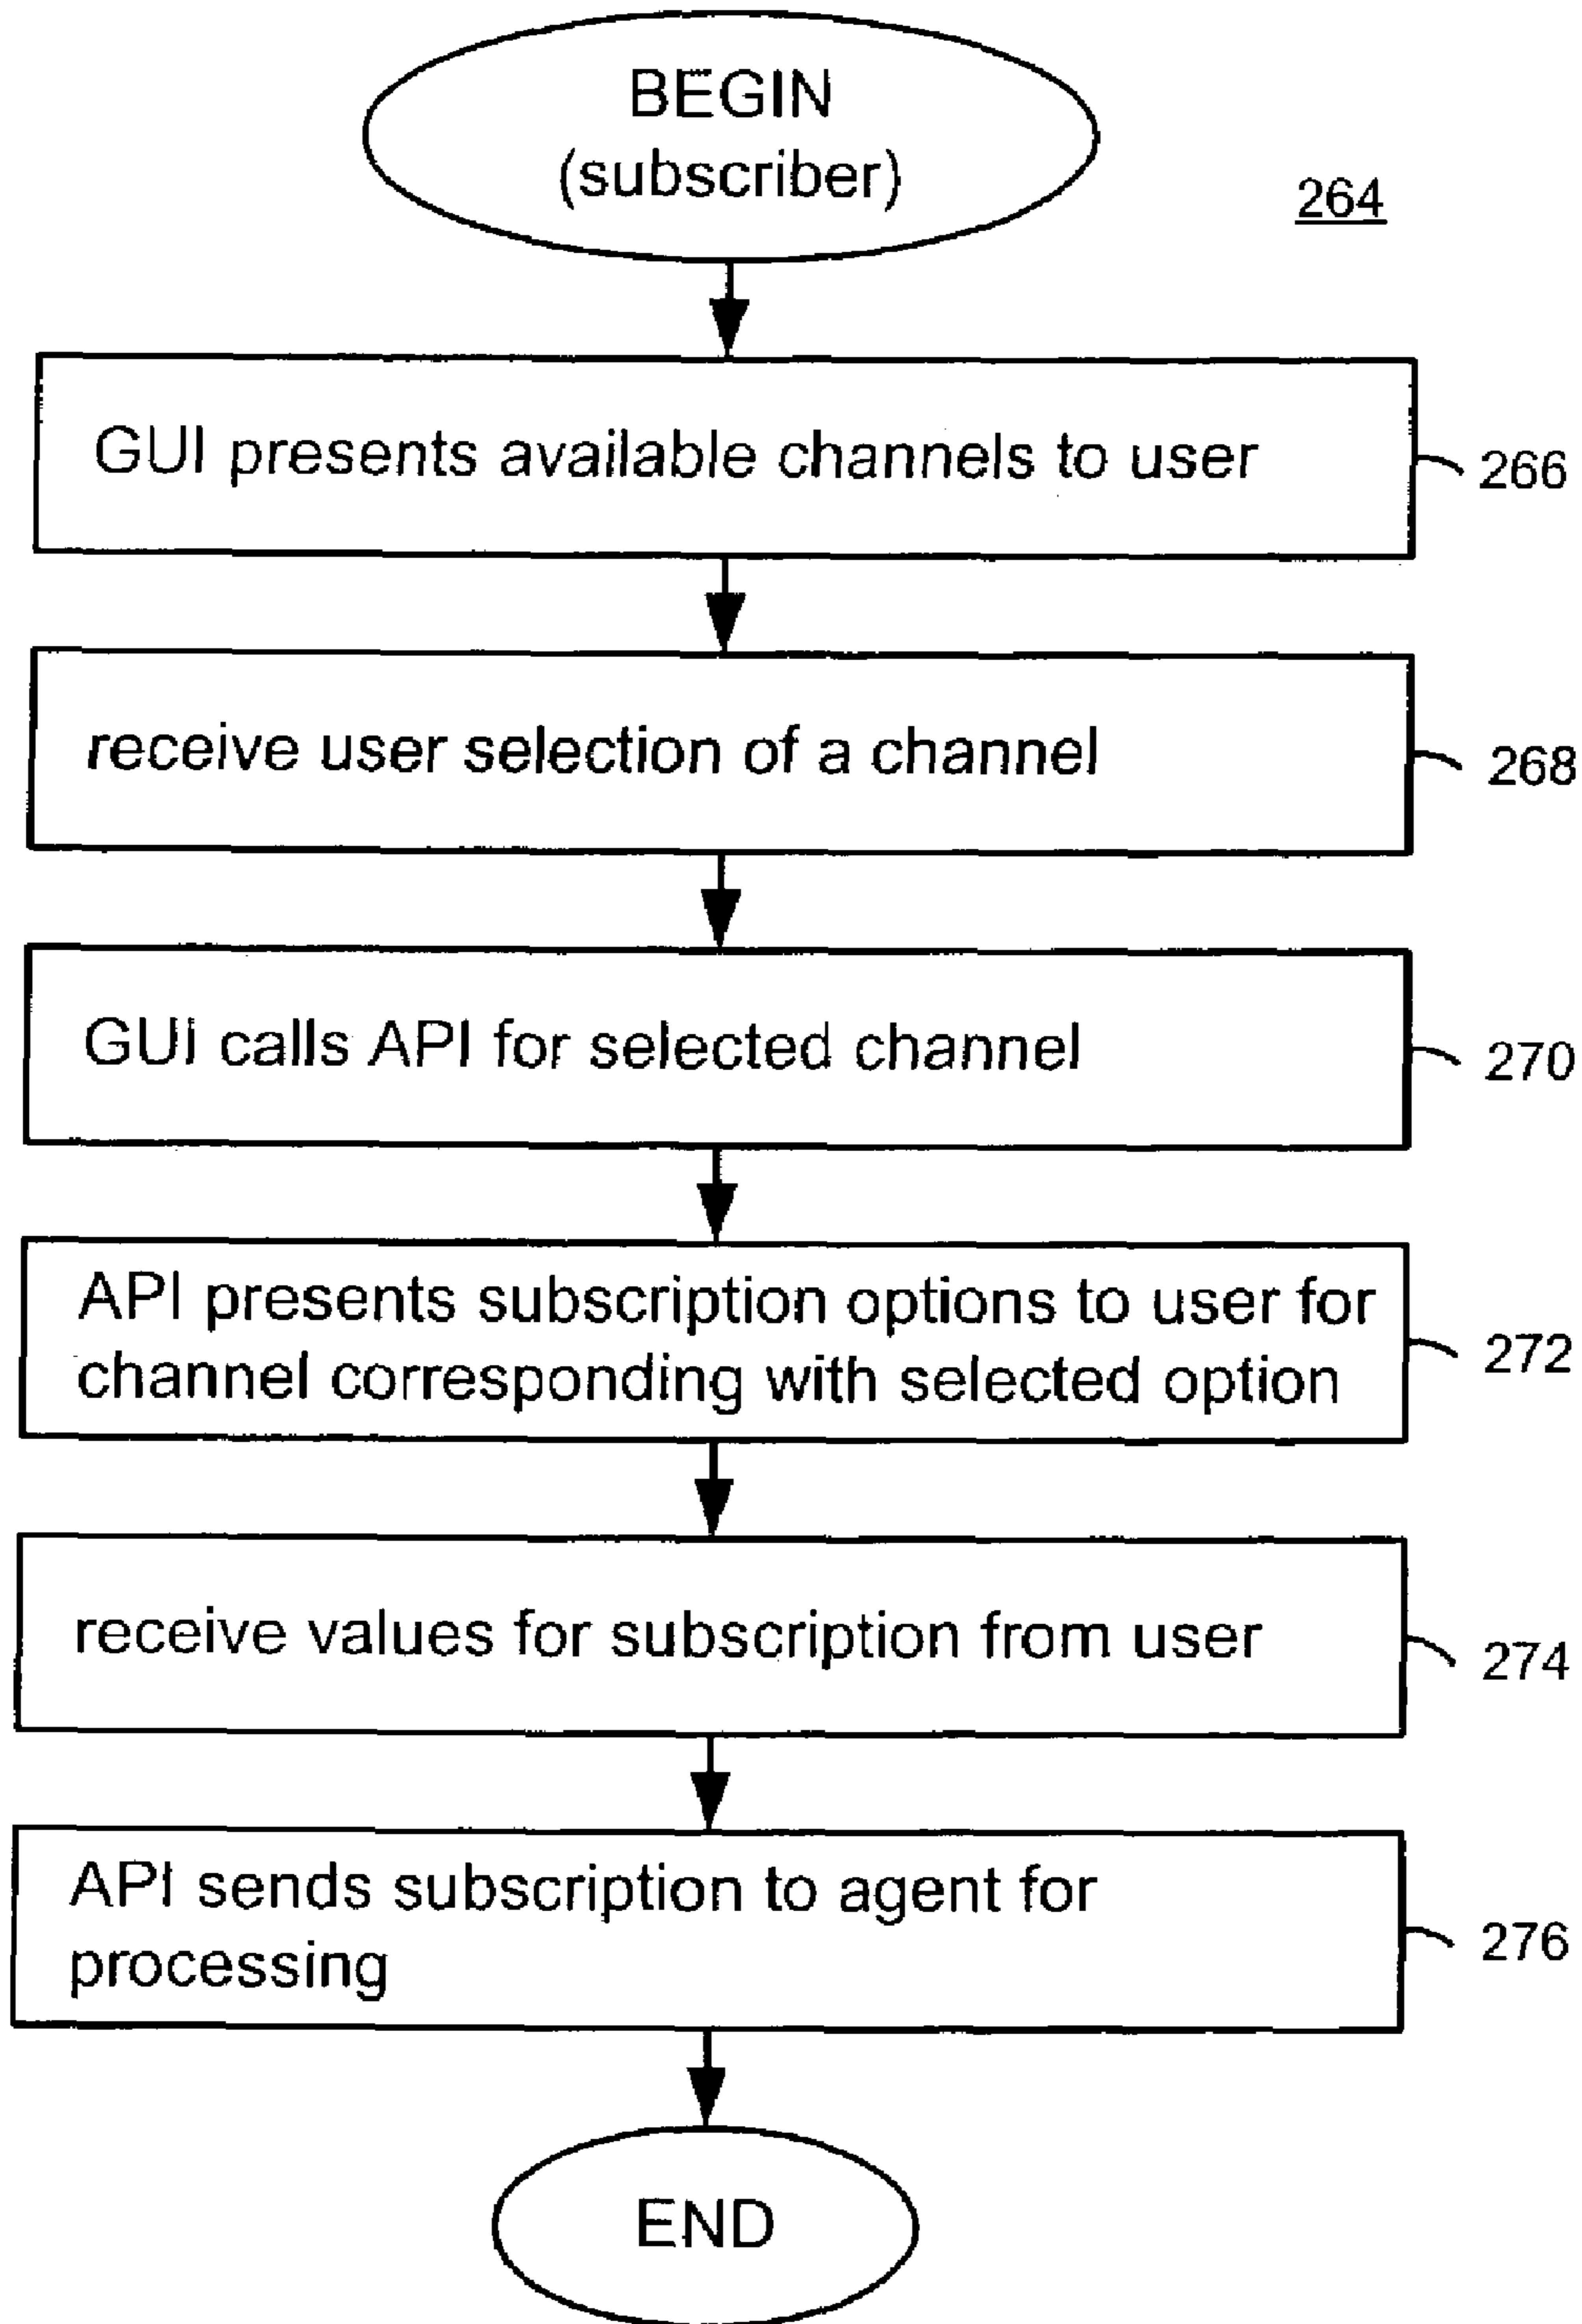 BEGIN
(subscriber)
264
GUI presents available channels to user
266
receive user selection of a channel
268
GUI calls API for selected channel
270
API presents subscription options to user for
channel corresponding with selected option
272
receive values for subscription from user
274
API sends subscription to agent for
processing
276
END